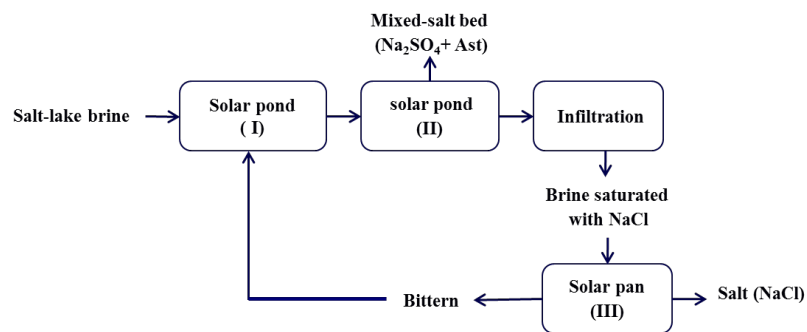 Mixed-salt bed
(Na₂SO₄+ Ast)
Salt-lake brine
Solar pond
( I)
solar pond
(II)
Infiltration
Brine saturated
with NaCl
Solar pan
(III)
Salt (NaCl)
Bittern